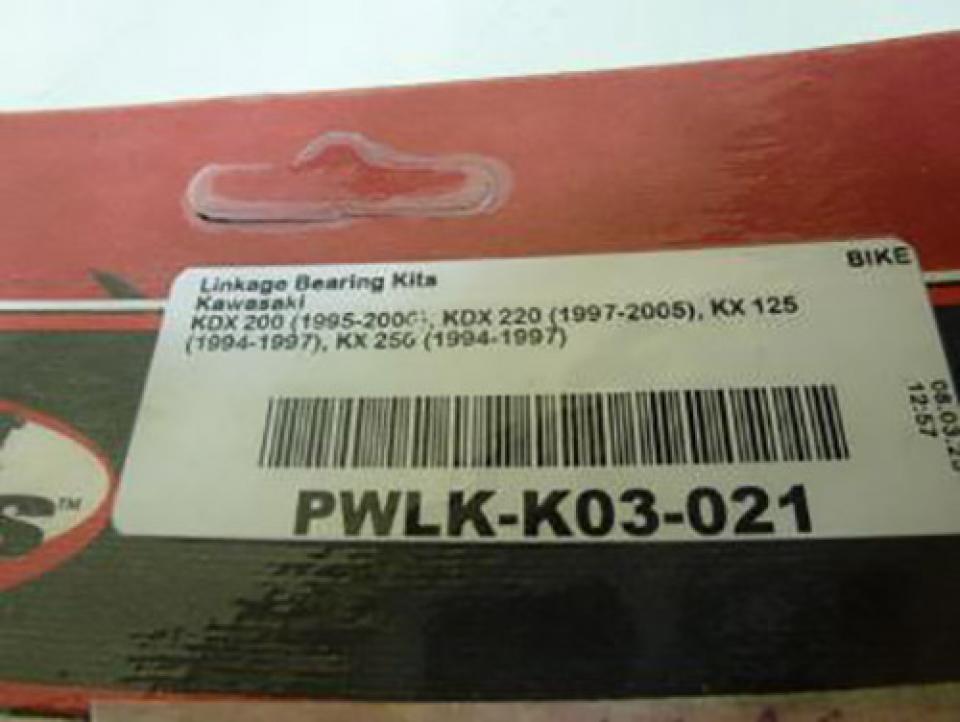 BIKE
Linkage Bearing Kits
Kawasaki
KDX 200 (1995-2006), KDX 220 (1997-2005), KX 125
(1994-1997), KX 250 (1994-1997)
12:57
PWLK-K03-021
TM